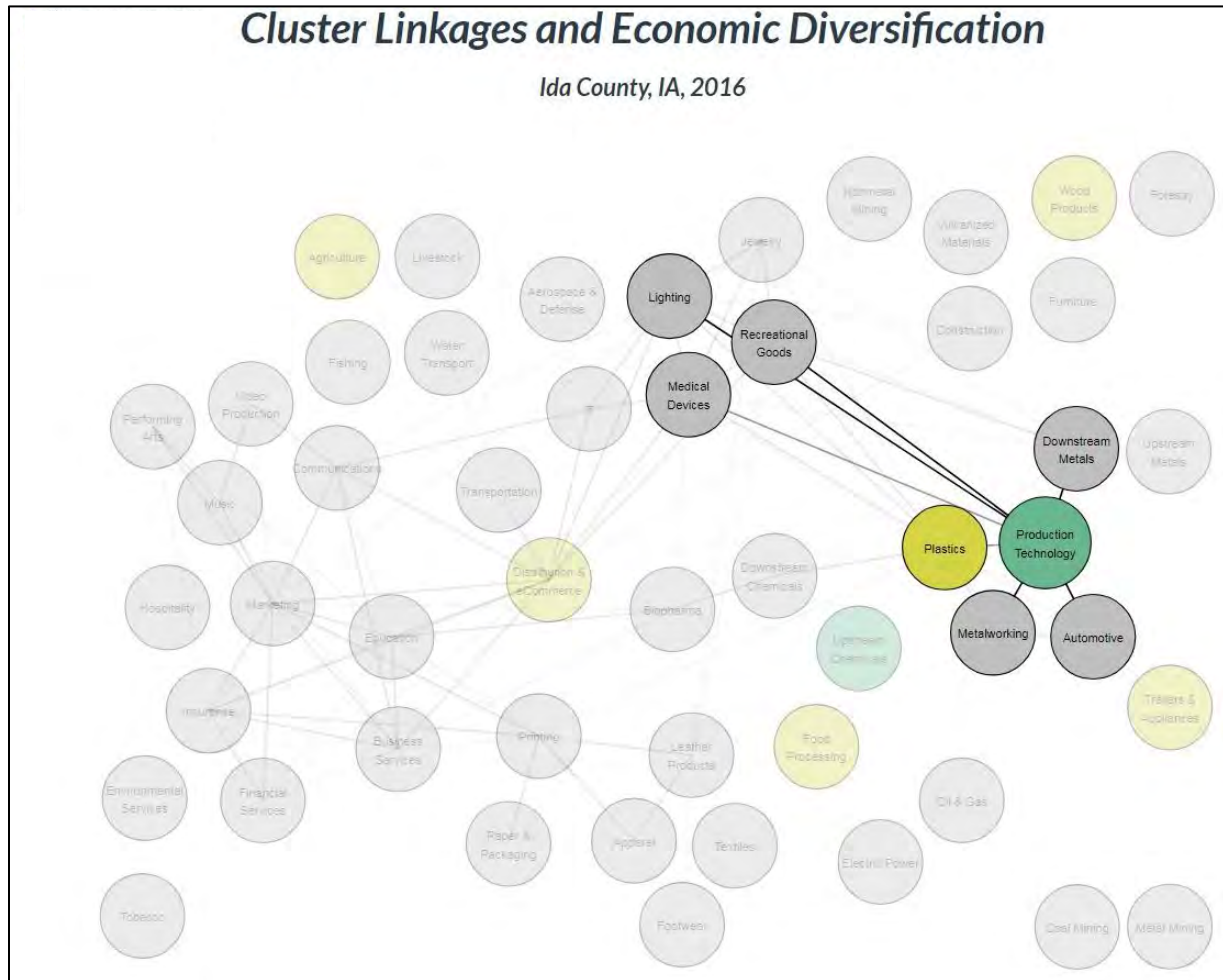 Cluster Linkages and Economic Diversification
Ida County, IA, 2016
Nonmetal
Mining
Wood
Products
Forestry
Jewelry
Vulcanized
Materials
Agriculture
Livestock
Aerospace &
Defense
Lighting
Furniture
Construction
Recreational
Goods
Fishing
Water
Transport
Medical
Devices
Video
Production
Performing
Arts
IT
Downstream
Metals
Upstream
Metals
Communications
Transportation
Music
Plastics
Production
Technology
Distribution &
eCommerce
Downstream
Chemicals
Hospitality
Marketing
Biopharma
Education
Metalworking
Automotive
Upstream
Chemicals
Insurance
Trailers &
Appliances
Business
Services
Printing
Leather
Products
Food
Processing
Environmental
Services
Financial
Services
Oil & Gas
Paper &
Packaging
Apparel
Textiles
Electric Power
Tobacco
Footwear
Coal Mining
Metal Mining